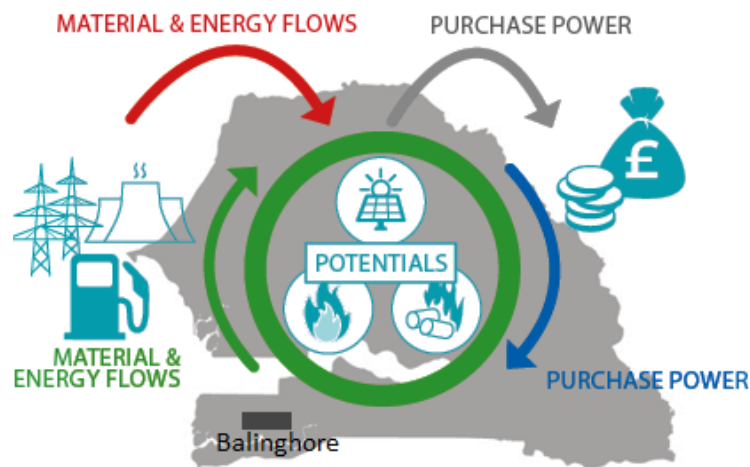 MATERIAL & ENERGY FLOWS
PURCHASE POWER
£
POTENTIALS
MATERIAL &
ENERGY FLOWS
PURCHASE POWER
Balinghore